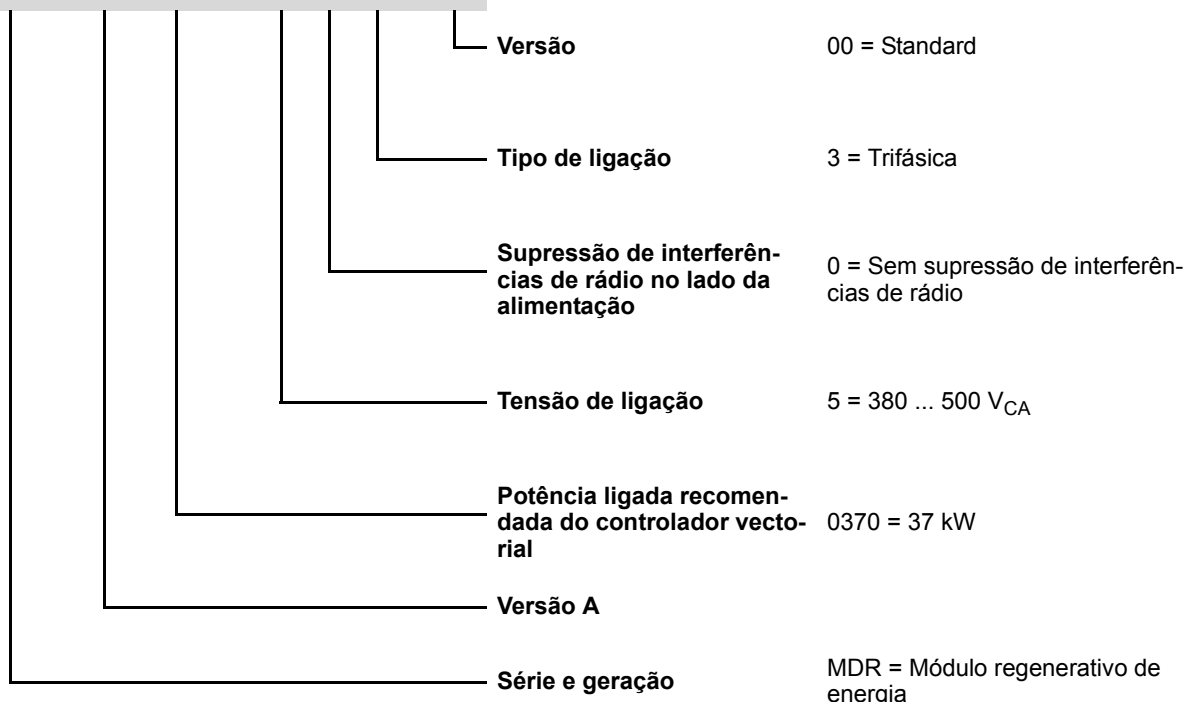 Versão 00 = Standard
Tipo de ligação 3 = Trifásica
Supressão de interferên-
cias de rádio no lado da
alimentação
0 = Sem supressão de interferên-
cias de rádio
Tensão de ligação 5 = 380 ... 500 VCA
Potência ligada recomen-
dada do controlador vecto-
rial
0370 = 37 kW
Versão A
Série e geração
MDR = Módulo regenerativo de
energia